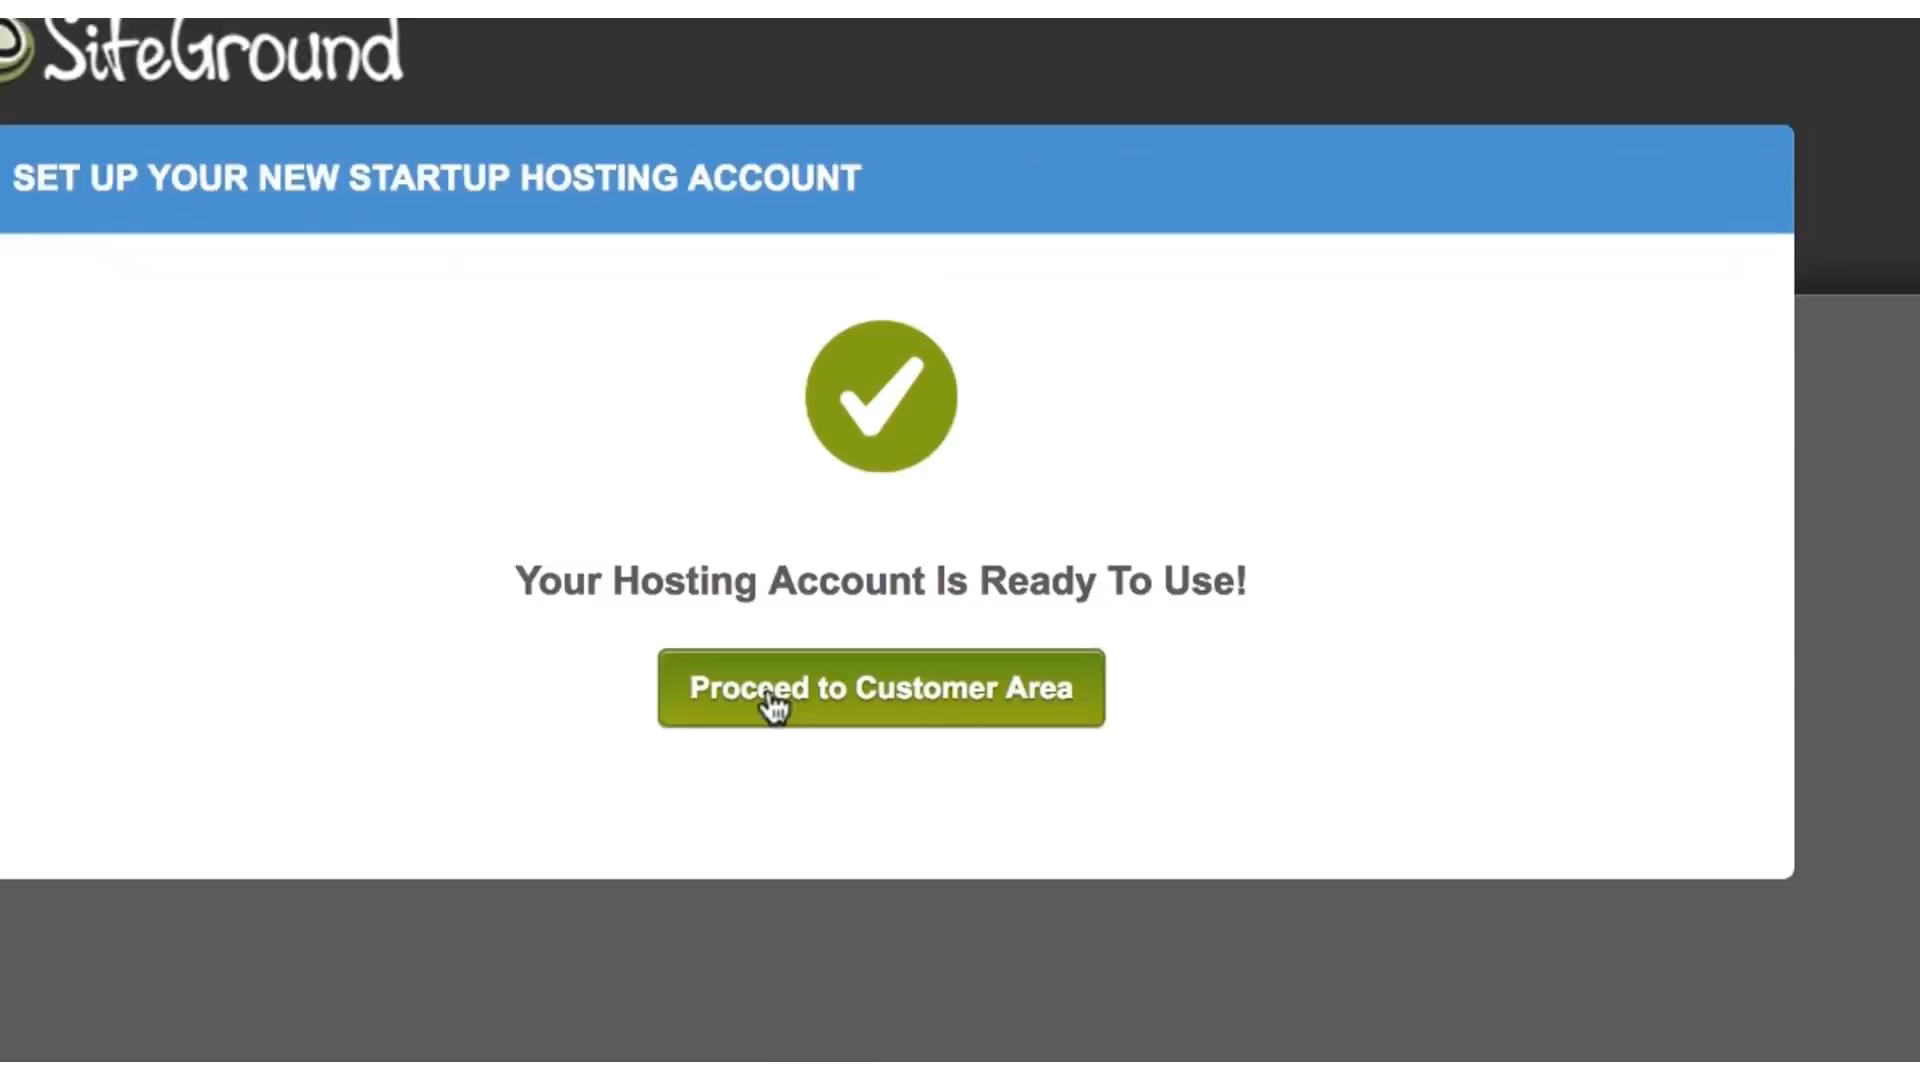 SiteGround
SET UP YOUR NEW STARTUP HOSTING ACCOUNT
Your Hosting Account Is Ready To Use!
Proceed to Customer Area